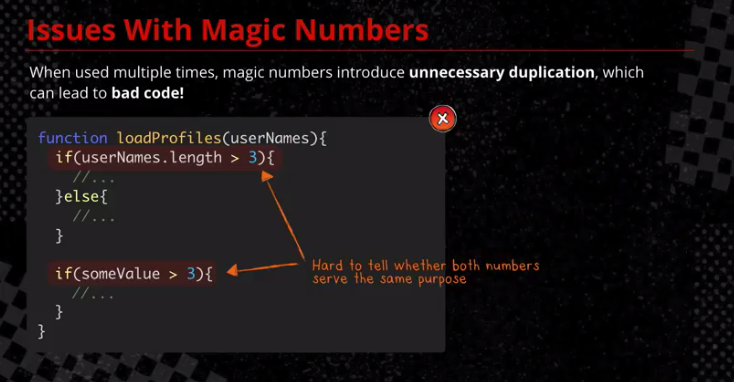 Issues With Magic Numbers
When used multiple times, magic numbers introduce unnecessary duplication, which
can lead to bad code!
function loadProfiles(userNames){
if(userNames.length > 3){
//...
}else{
//...
}
if(someValue > 3){
//...
}
}
Hard to tell whether both numbers
serve the same purpose